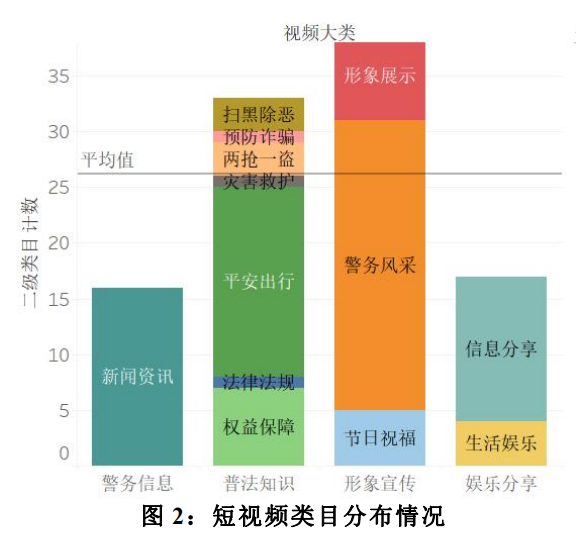 视频大类
35
30
25
20
15
10
5
0
二级类目 计数
平均值
新闻资讯
扫黑除恶
预防诈骗
两抢一盗
灾害救护
平安出行
法律法规
权益保障
形象展示
警务风采
节日祝福
信息分享
生活娱乐
警务信息 普法知识 形象宣传 娱乐分享
图 2：短视频类目分布情况